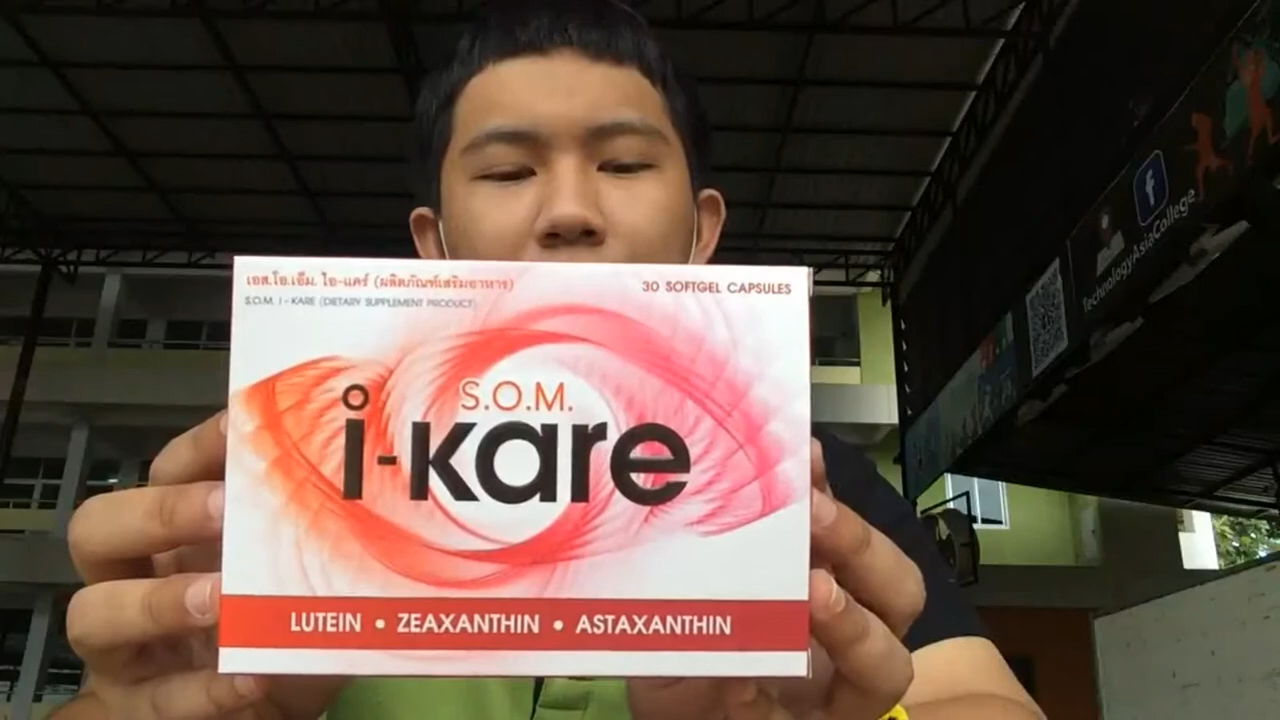 เอส.โอ.เอ็ม. ไอ-แคร์ (ผลิตภัณฑ์เสริมอาหาร)
S.O.M. I - KARE (DIETARY SUPPLEMENT PRODUCT)
30 SOFTGEL CAPSULES
S.O.M.
i-kare
LUTEIN • ZEAXANTHIN • ASTAXANTHIN
f
TechnologyAsiaCollege